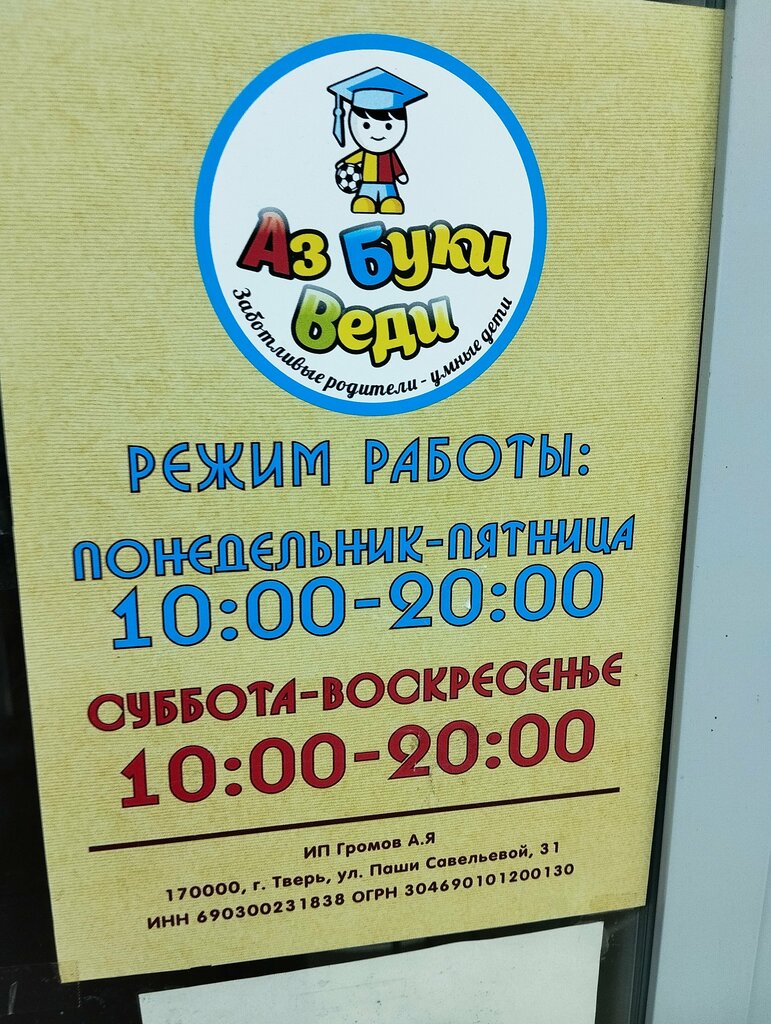 Аз Буки
Веди
Заботливые родители - умные дети
РЕЖИМ РАБОТЫ:
ПОНЕДЕЛЬНИК-ПЯТНИЦА
10:00-20:00
СУББОТА-ВОСКРЕСЕНЬЕ
10:00-20:00
ИП Громов А.Я
170000, г. Тверь, ул. Паши Савельевой, 31
ИНН 690300231838 ОГРН 304690101200130